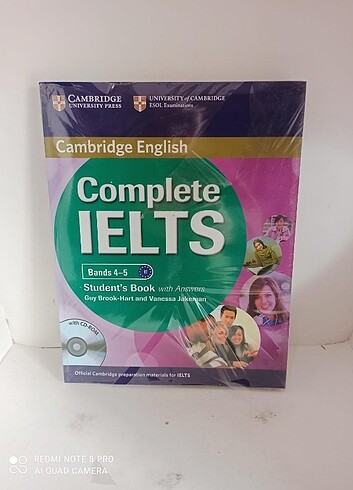 CAMBRIDGE
UNIVERSITY PRESS
UNIVERSITY of CAMBRIDGE
ESOL Examinations
Cambridge English
Complete
IELTS
Bands 4–5
B1
Student's Book with Answers
Guy Brook-Hart and Vanessa Jakeman
with CD-ROM
Official Cambridge preparation materials for IELTS
REDMI NOTE 8 PRO
AI QUAD CAMERA